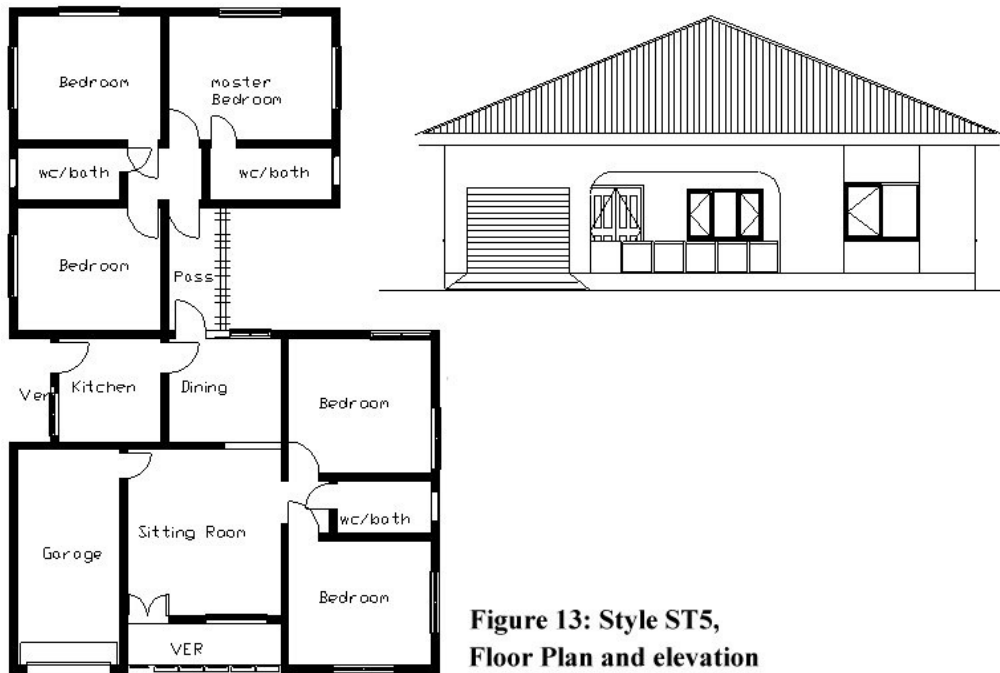 Bedroom
master
Bedroom
wc/bath
wc/bath
Bedroom
Pass
Ver
Kitchen
Dining
Bedroom
Sitting Room
wc/bath
Garage
Bedroom
VER
Figure 13: Style ST5,
Floor Plan and elevation